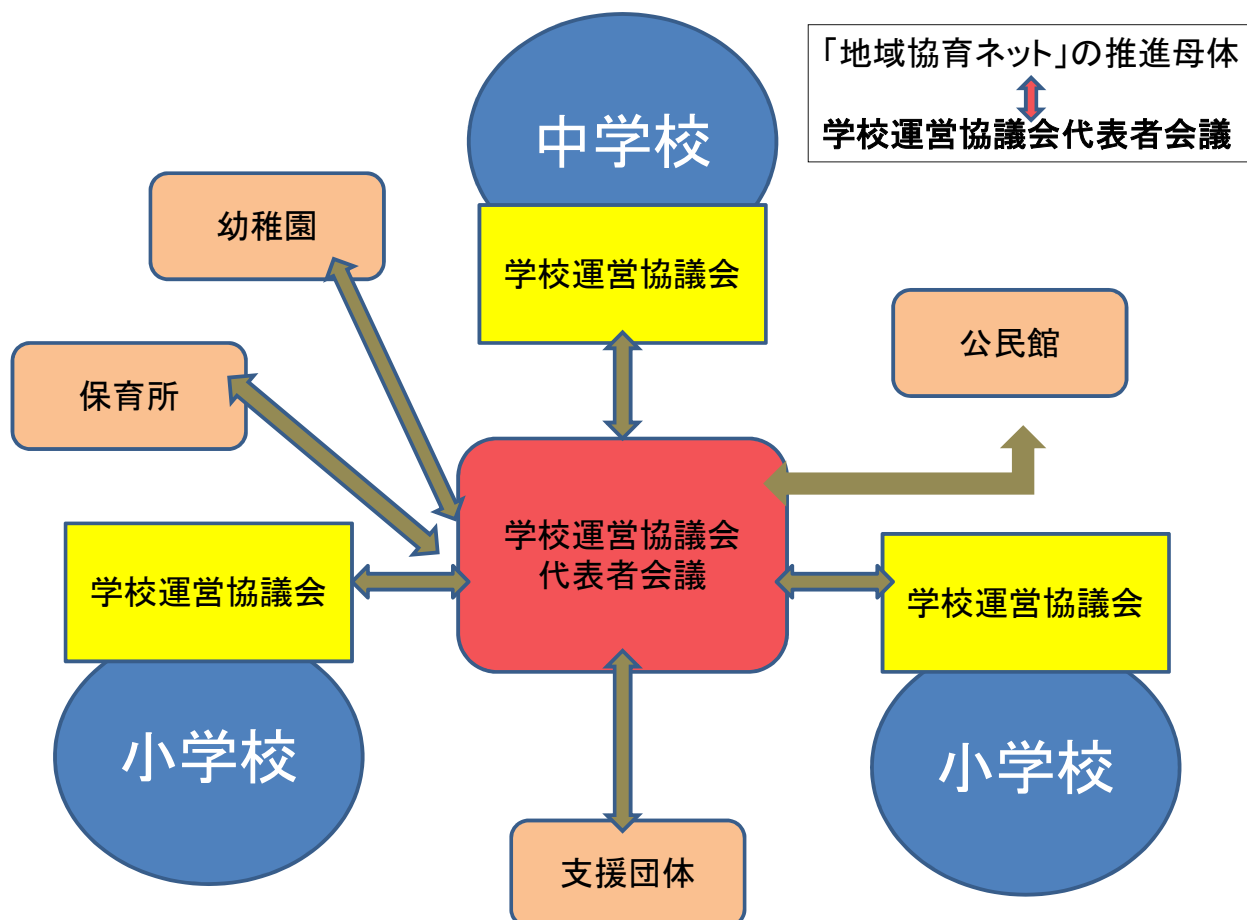 「地域協育ネット」の推進母体
学校運営協議会代表者会議
中学校
学校運営協議会
幼稚園
保育所
公民館
学校運営協議会
代表者会議
学校運営協議会
小学校
学校運営協議会
小学校
支援団体